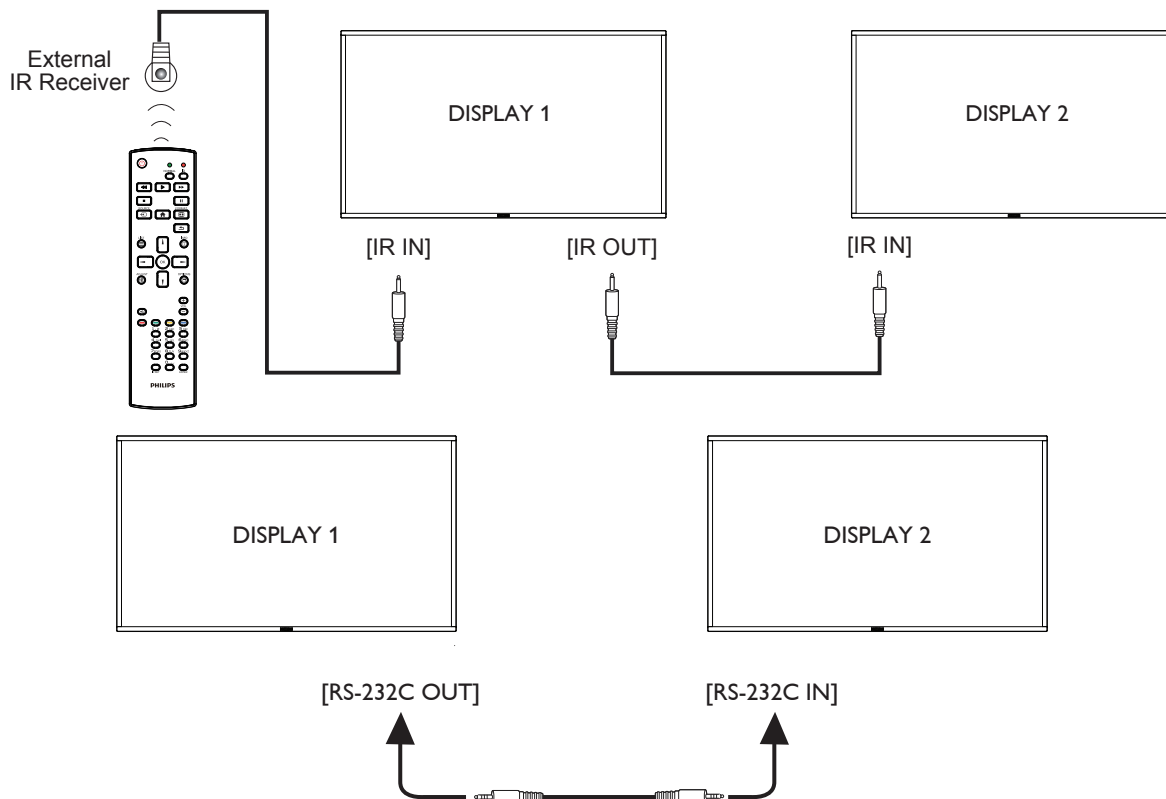 External
IR Receiver
DISPLAY 1
DISPLAY 2
[IR IN]
[IR OUT]
[IR IN]
PHILIPS
DISPLAY 1
DISPLAY 2
[RS-232C OUT]
[RS-232C IN]